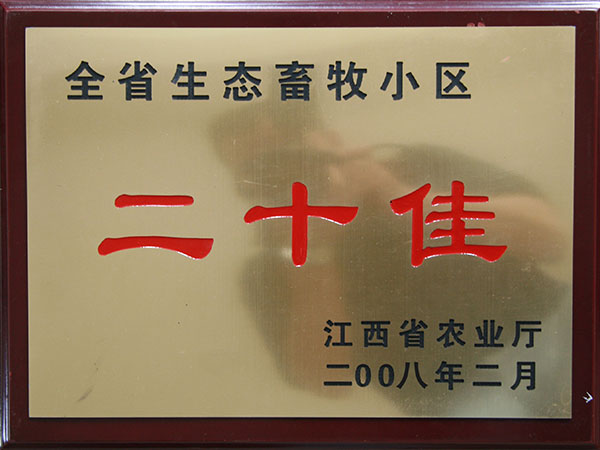 全省生态畜牧小区
二十佳
江西省农业厅
二00八年二月